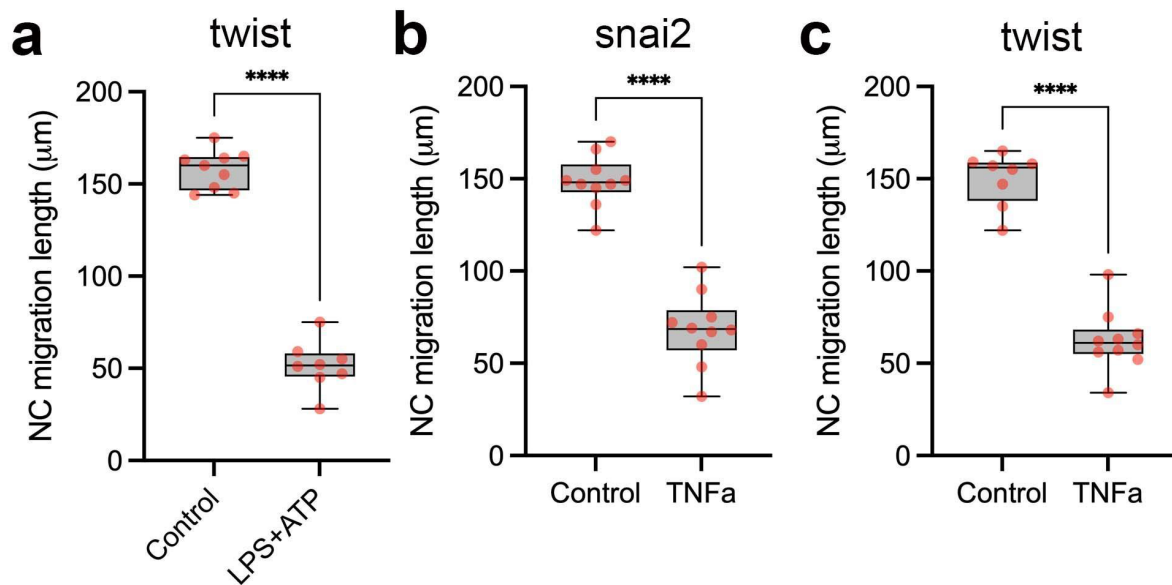 a
twist
****
NC migration length (μm)
200
150
100
50
0
Control
LPS+ATP
b
snai2
****
NC migration length (μm)
200
150
100
50
0
Control
TNFa
c
twist
****
NC migration length (μm)
200
150
100
50
0
Control
TNFa